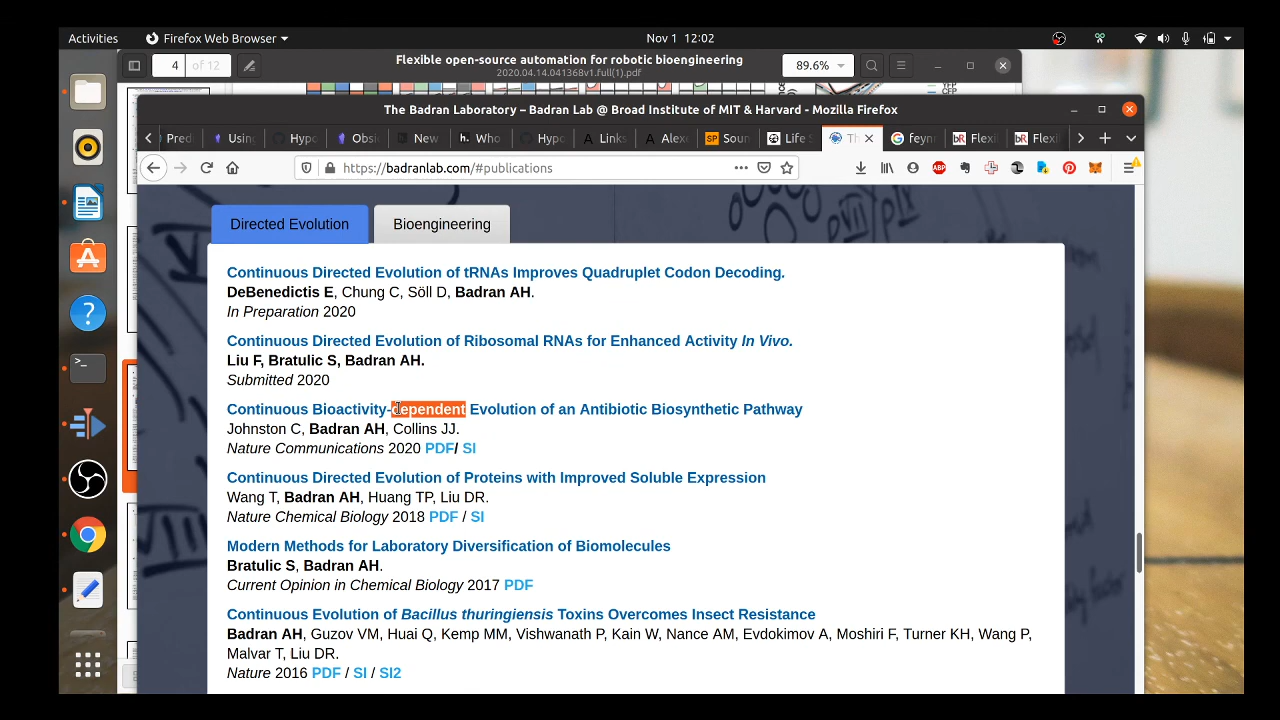 Activities
Firefox Web Browser
Nov 1 12:02
4
of 12
Flexible open-source automation for robotic bioengineering
2020.04.14.041368v1.full(1).pdf
89.6%
The Badran Laboratory – Badran Lab @ Broad Institute of MIT & Harvard - Mozilla Firefox
Predi
Using
Hypo
Obsi
New
Who
Hypo
Links
Alex
Soun
Life S
Th
feynr
Flexi
Flexi
https://badranlab.com/#publications
Directed Evolution
Bioengineering
Continuous Directed Evolution of tRNAs Improves Quadruplet Codon Decoding.
DeBenedictis E, Chung C, Söll D, Badran AH.
In Preparation 2020
Continuous Directed Evolution of Ribosomal RNAs for Enhanced Activity In Vivo.
Liu F, Bratulic S, Badran AH.
Submitted 2020
Continuous Bioactivity-dependent Evolution of an Antibiotic Biosynthetic Pathway
Johnston C, Badran AH, Collins JJ.
Nature Communications 2020 PDF/ SI
Continuous Directed Evolution of Proteins with Improved Soluble Expression
Wang T, Badran AH, Huang TP, Liu DR.
Nature Chemical Biology 2018 PDF / SI
Modern Methods for Laboratory Diversification of Biomolecules
Bratulic S, Badran AH.
Current Opinion in Chemical Biology 2017 PDF
Continuous Evolution of Bacillus thuringiensis Toxins Overcomes Insect Resistance
Badran AH, Guzov VM, Huai Q, Kemp MM, Vishwanath P, Kain W, Nance AM, Evdokimov A, Moshiri F, Turner KH, Wang P,
Malvar T, Liu DR.
Nature 2016 PDF / SI / SI2